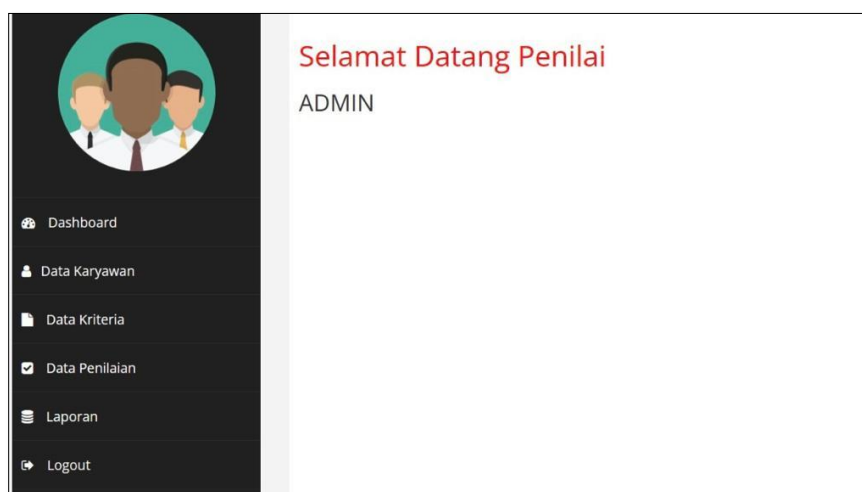 Selamat Datang Penilai
ADMIN
Dashboard
Data Karyawan
Data Kriteria
Data Penilaian
Laporan
Logout